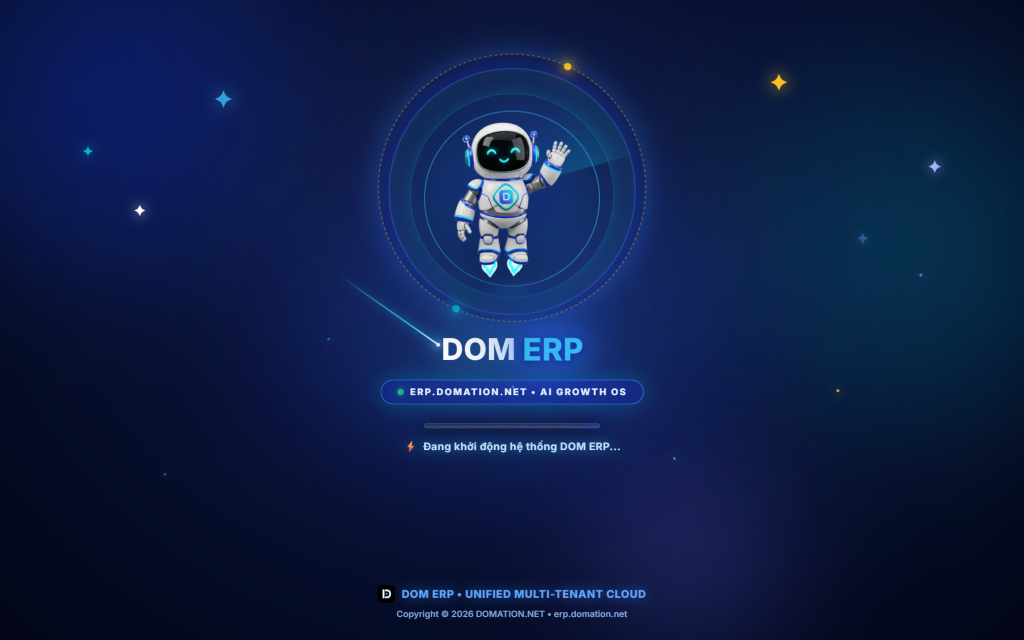 D
DOM ERP
ERP.DOMATION.NET • AI GROWTH OS
Đang khởi động hệ thống DOM ERP...
D DOM ERP • UNIFIED MULTI-TENANT CLOUD
Copyright © 2026 DOMATION.NET • erp.domation.net